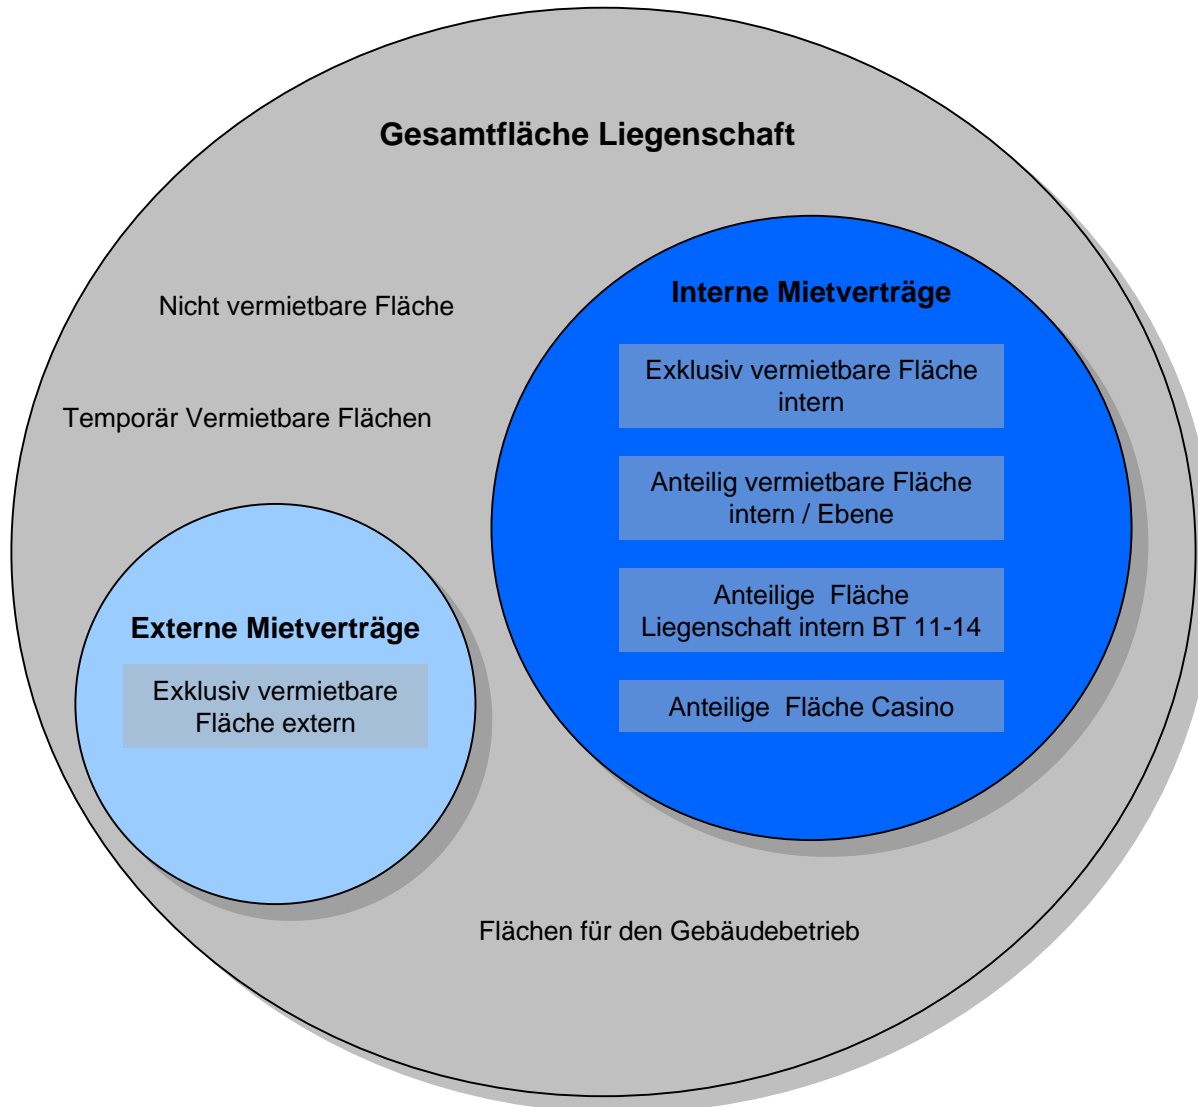 Gesamtfläche Liegenschaft
Nicht vermietbare Fläche
Temporär Vermietbare Flächen
Interne Mietverträge
Exklusiv vermietbare Fläche
intern
Anteilig vermietbare Fläche
intern / Ebene
Anteilige Fläche
Liegenschaft intern BT 11-14
Anteilige Fläche Casino
Externe Mietverträge
Exklusiv vermietbare
Fläche extern
Flächen für den Gebäudebetrieb